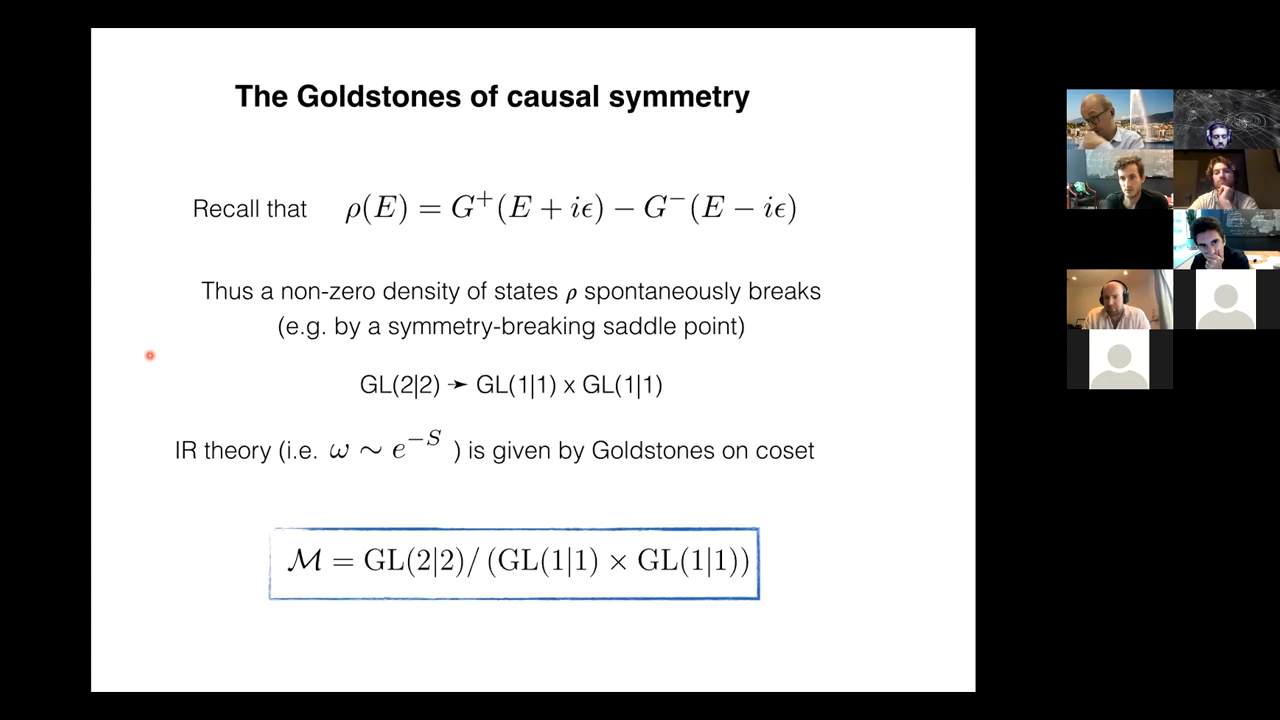 The Goldstones of causal symmetry
Recall that ρ(E) = G⁺(E + iϵ) − G⁻(E − iϵ)
Thus a non-zero density of states ρ spontaneously breaks
(e.g. by a symmetry-breaking saddle point)
GL(2|2) ➛ GL(1|1) x GL(1|1)
IR theory (i.e. ω ∼ e^{−S} ) is given by Goldstones on coset
ℳ = GL(2|2)/ (GL(1|1) × GL(1|1))